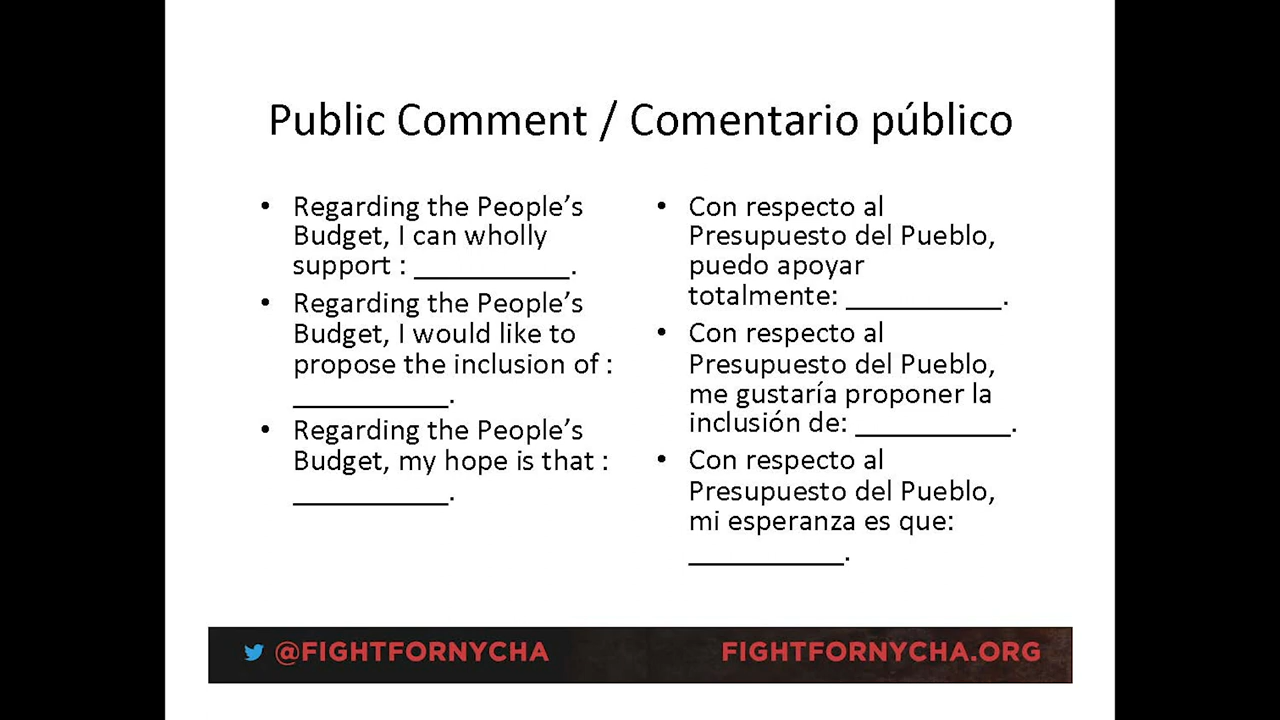 Public Comment / Comentario público
• Regarding the People’s
Budget, I can wholly
support : ___________.
• Regarding the People’s
Budget, I would like to
propose the inclusion of :
___________.
• Regarding the People’s
Budget, my hope is that :
___________.
• Con respecto al
Presupuesto del Pueblo,
puedo apoyar
totalmente: ___________.
• Con respecto al
Presupuesto del Pueblo,
me gustaría proponer la
inclusión de: ___________.
• Con respecto al
Presupuesto del Pueblo,
mi esperanza es que:
___________.
@FIGHTFORNYCHA
FIGHTFORNYCHA.ORG